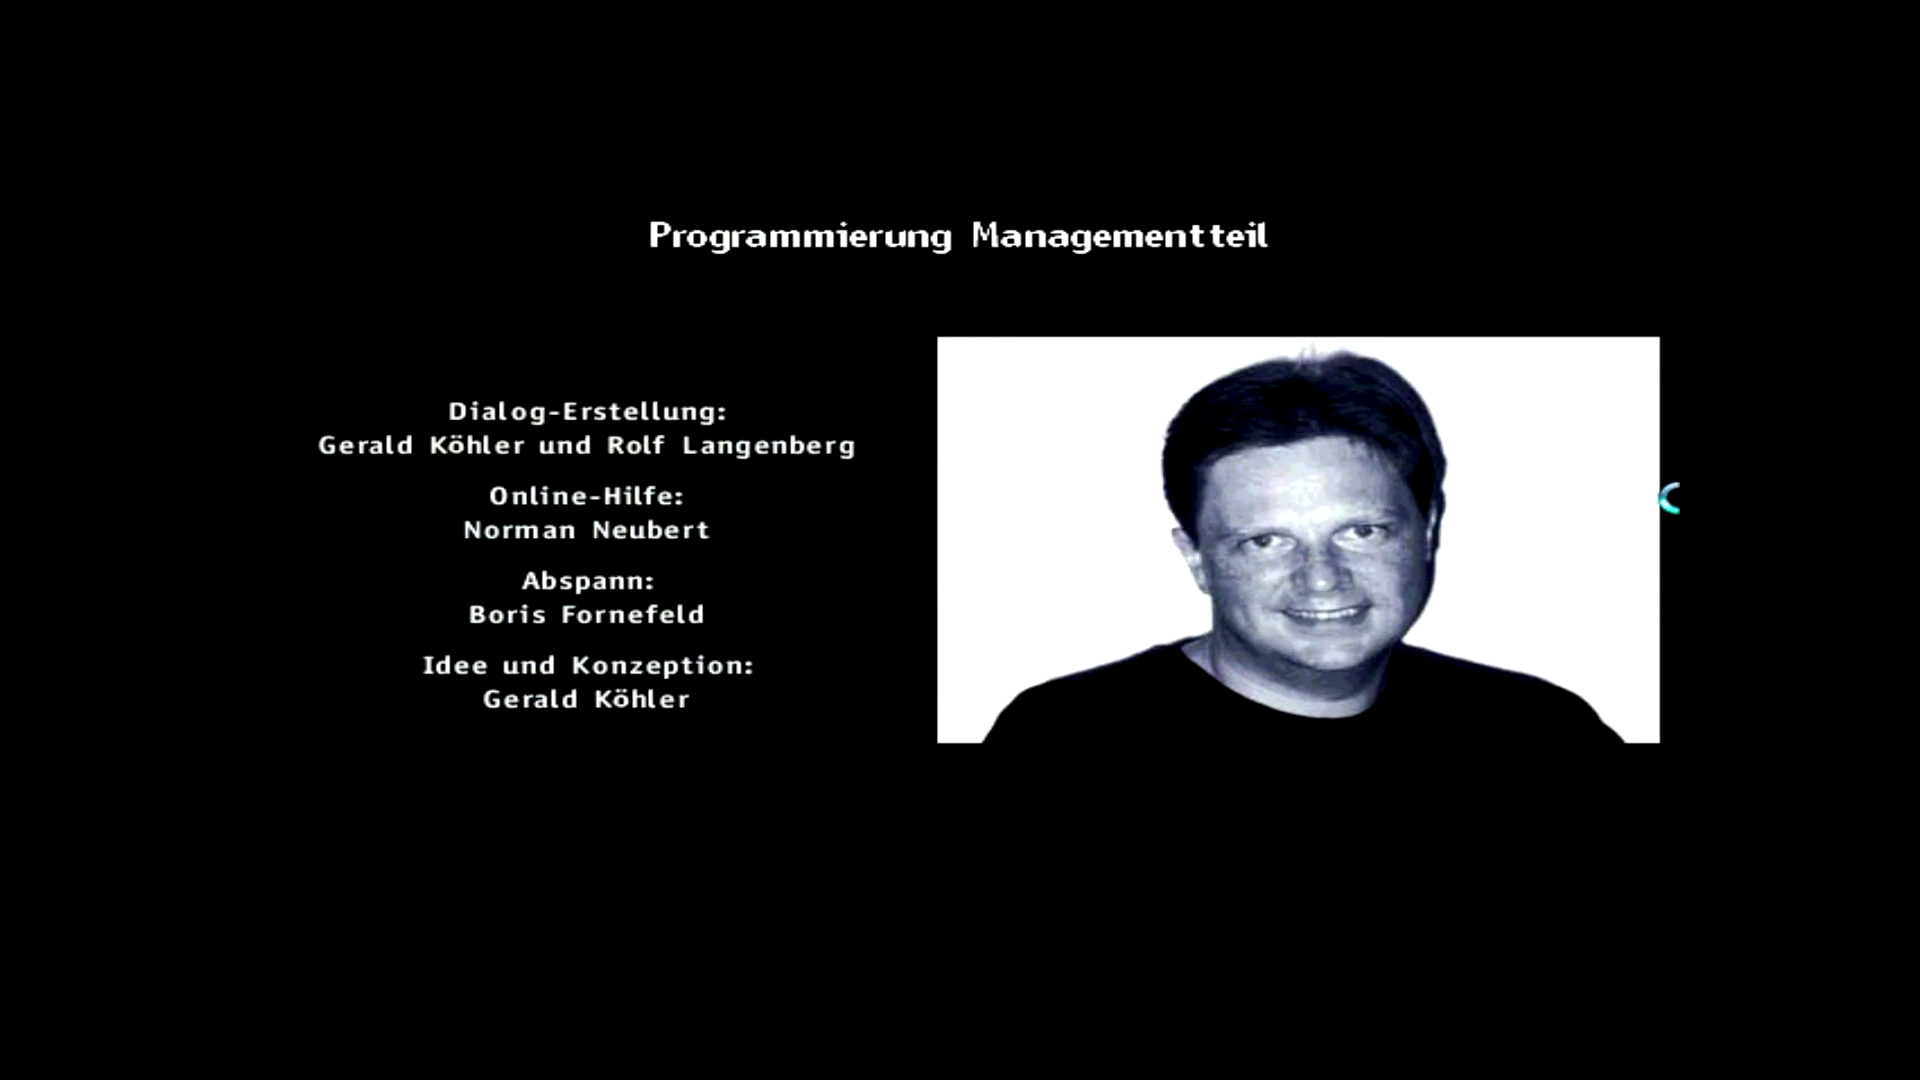 Programmierung Managementteil
Dialog-Erstellung:
Gerald Köhler und Rolf Langenberg
Online-Hilfe:
Norman Neubert
Abspann:
Boris Fornefeld
Idee und Konzeption:
Gerald Köhler